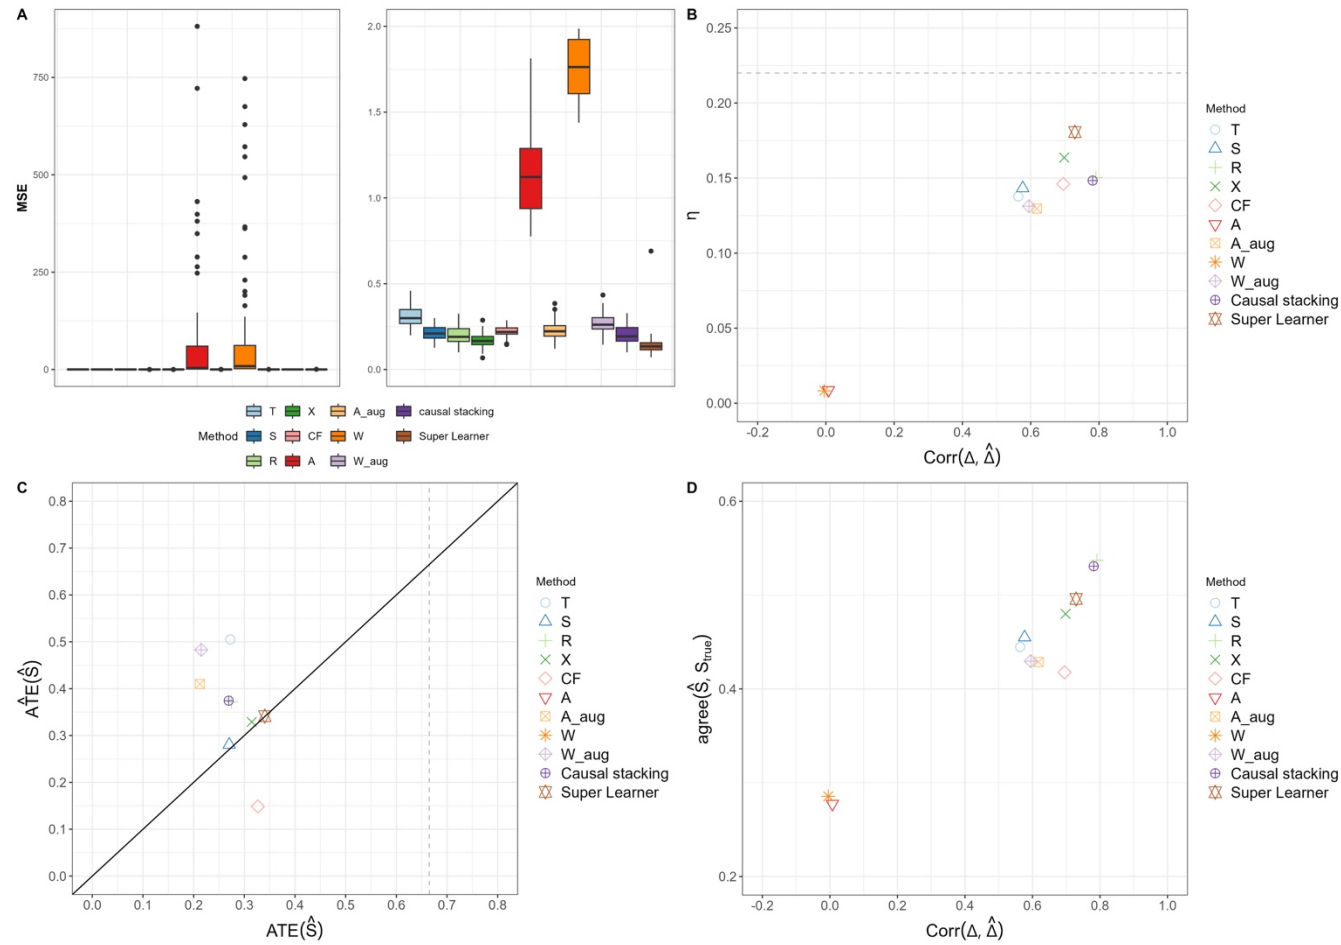 A
B
MSE
750
500
250
0
2.0
1.5
1.0
0.5
0.0
Method
T
X
A_aug
causal stacking
S
CF
W
Super Learner
R
A
W_aug
η
0.25
0.20
0.15
0.10
0.05
0.00
-0.2
0.0
0.2
0.4
0.6
0.8
1.0
Corr(Δ, Δ̂)
Method
T
S
R
X
CF
A
A_aug
W
W_aug
Causal stacking
Super Learner
C
AT̂E(Ŝ)
0.8
0.7
0.6
0.5
0.4
0.3
0.2
0.1
0.0
0.0
0.1
0.2
0.3
0.4
0.5
0.6
0.7
0.8
ATE(Ŝ)
Method
T
S
R
X
CF
A
A_aug
W
W_aug
Causal stacking
Super Learner
D
agree(Ŝ, Strue)
0.6
0.4
0.2
-0.2
0.0
0.2
0.4
0.6
0.8
1.0
Corr(Δ, Δ̂)
Method
T
S
R
X
CF
A
A_aug
W
W_aug
Causal stacking
Super Learner